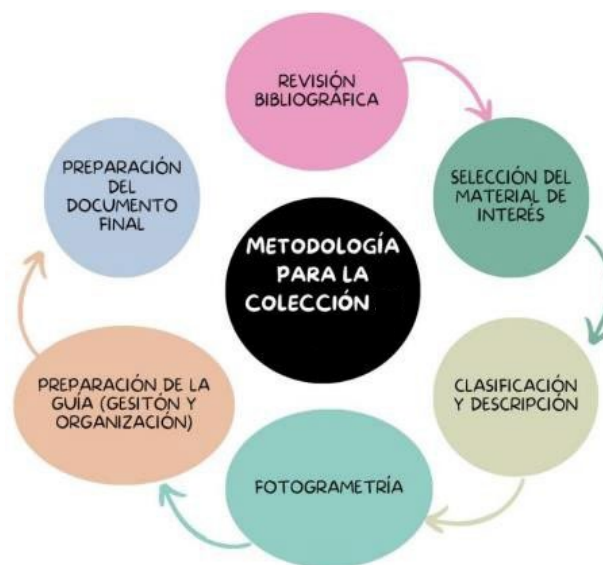 REVISIÓN
BIBLIOGRÁFICA
SELECCIÓN DEL
MATERIAL DE
INTERÉS
CLASIFICACIÓN
Y DESCRIPCIÓN
FOTOGRAMETRÍA
PREPARACIÓN DE LA
GUÍA (GESITÓN Y
ORGANIZACIÓN)
PREPARACIÓN
DEL
DOCUMENTO
FINAL
METODOLOGÍA
PARA LA
COLECCIÓN